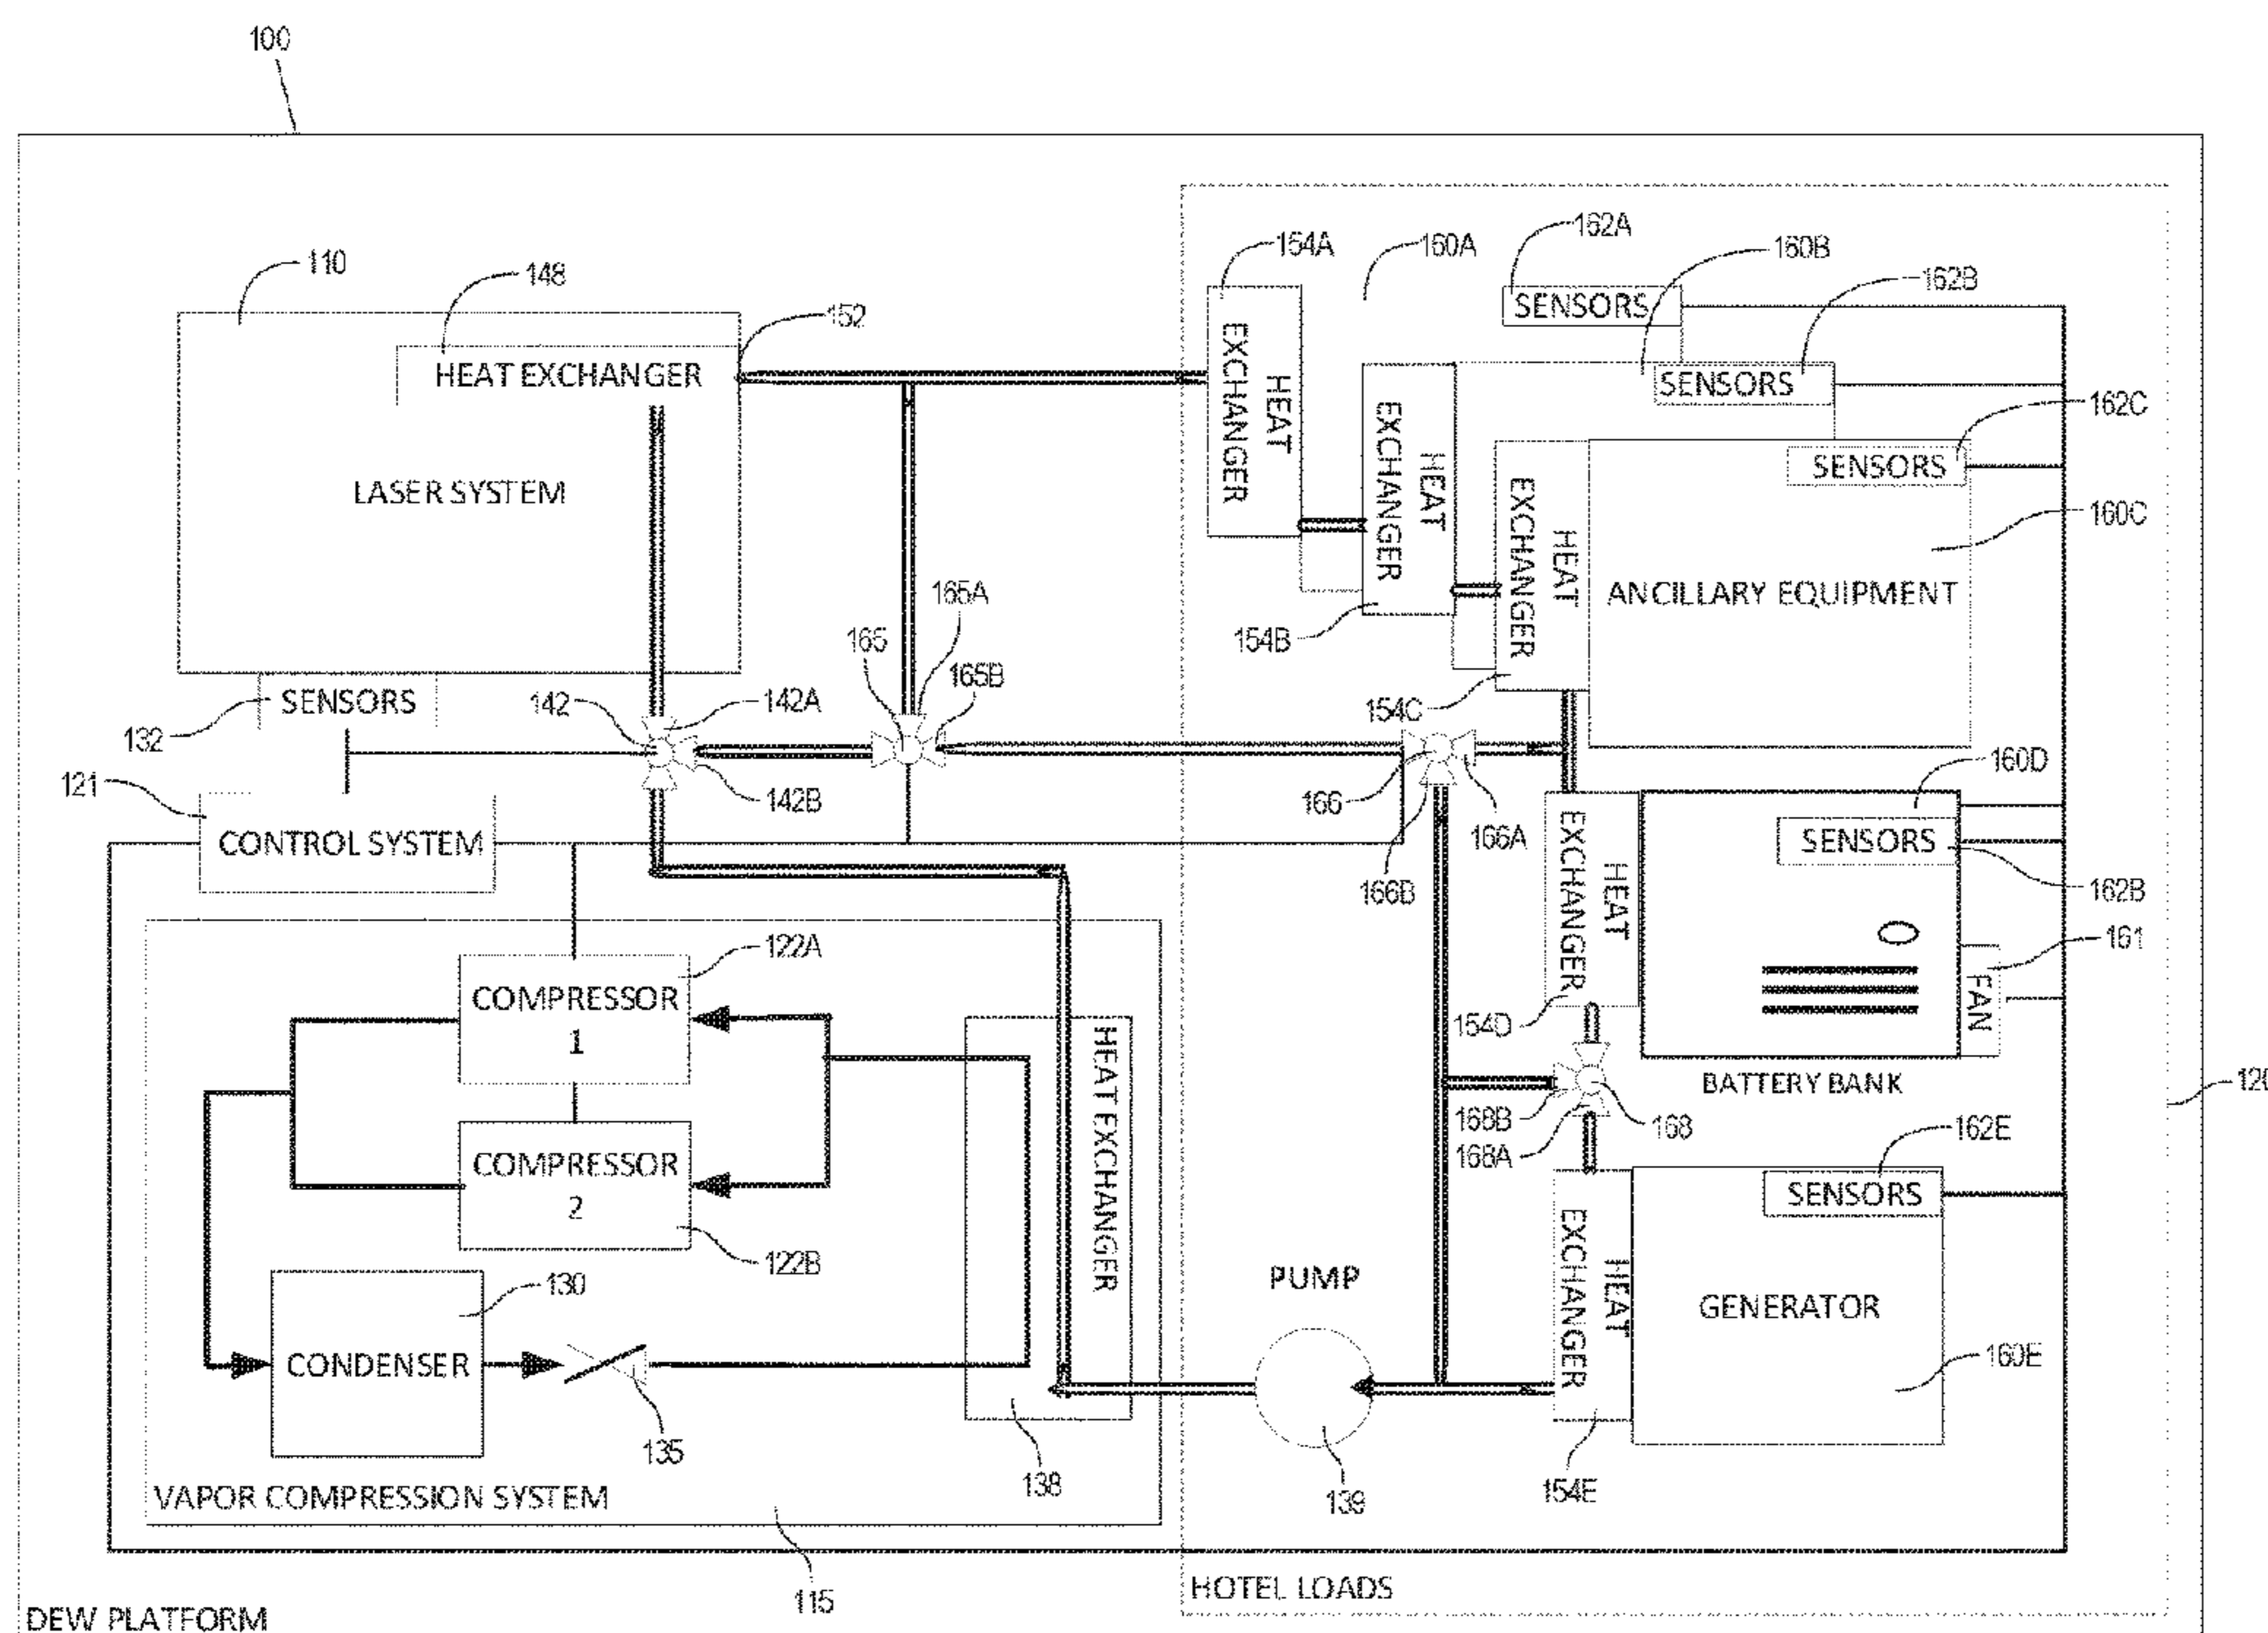 100
162A
154A
160A
160B
110
148
162B
SENSORS
152
SENSORS
HEAT EXCHANGER
162C
HEAT
EXCHANGER
SENSORS
HEAT
EXCHANGER
LASER SYSTEM
160C
HEAT
EXCHANGER
ANCILLARY EQUIPMENT
165A
165
154B
165B
SENSORS
142
142A
154C
132
160D
121
142B
166
166A
CONTROL SYSTEM
SENSORS
166B
HEAT
EXCHANGER
162B
122A
161
COMPRESSOR
1
FAN
154D
HEAT EXCHANGER
BATTERY BANK
120
168B
168
162E
168A
COMPRESSOR
2
SENSORS
122B
PUMP
HEAT
EXCHANGER
130
GENERATOR
160E
CONDENSER
135
138
139
154E
VAPOR COMPRESSION SYSTEM
HOTEL LOADS
115
DEW PLATFORM